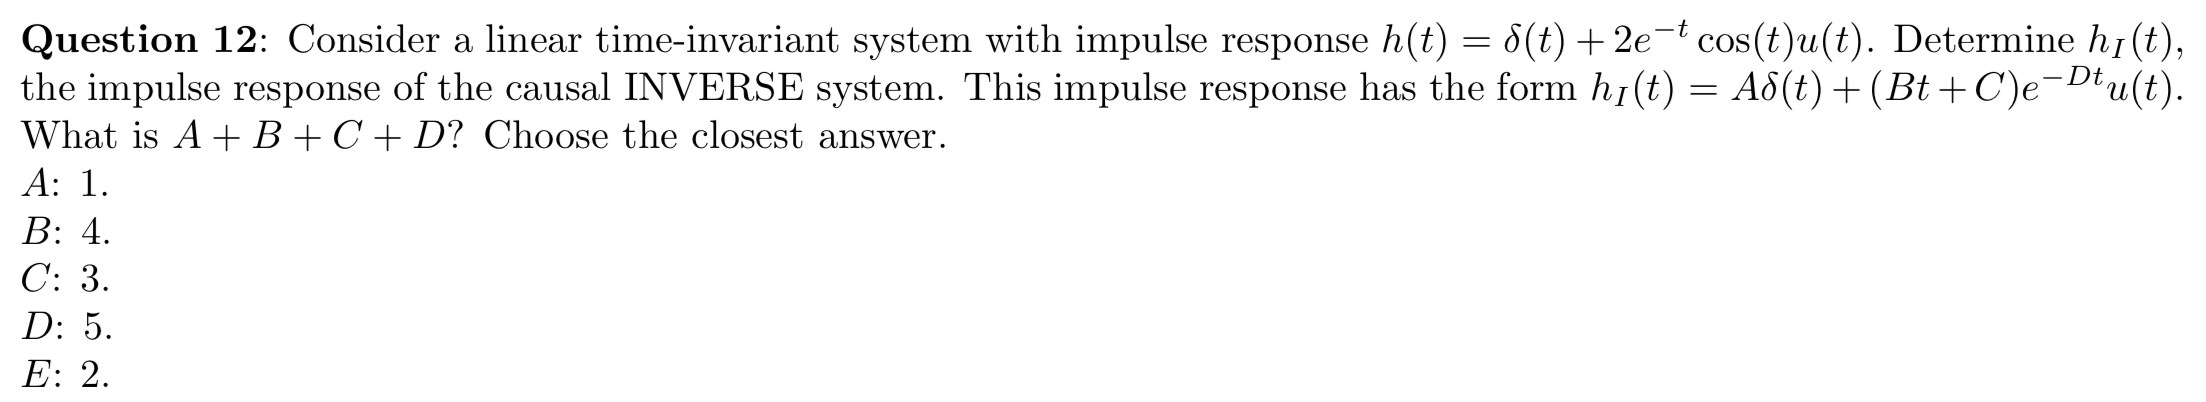 Question 12: Consider a linear time-invariant system with impulse response $h(t) = \delta(t) + 2e^{-t}\cos(t)u(t)$. Determine $h_I(t)$,
the impulse response of the causal INVERSE system. This impulse response has the form $h_I(t) = A\delta(t) + (Bt + C)e^{-Dt}u(t)$.
What is $A + B + C + D$? Choose the closest answer.
A: 1.
B: 4.
C: 3.
D: 5.
E: 2.